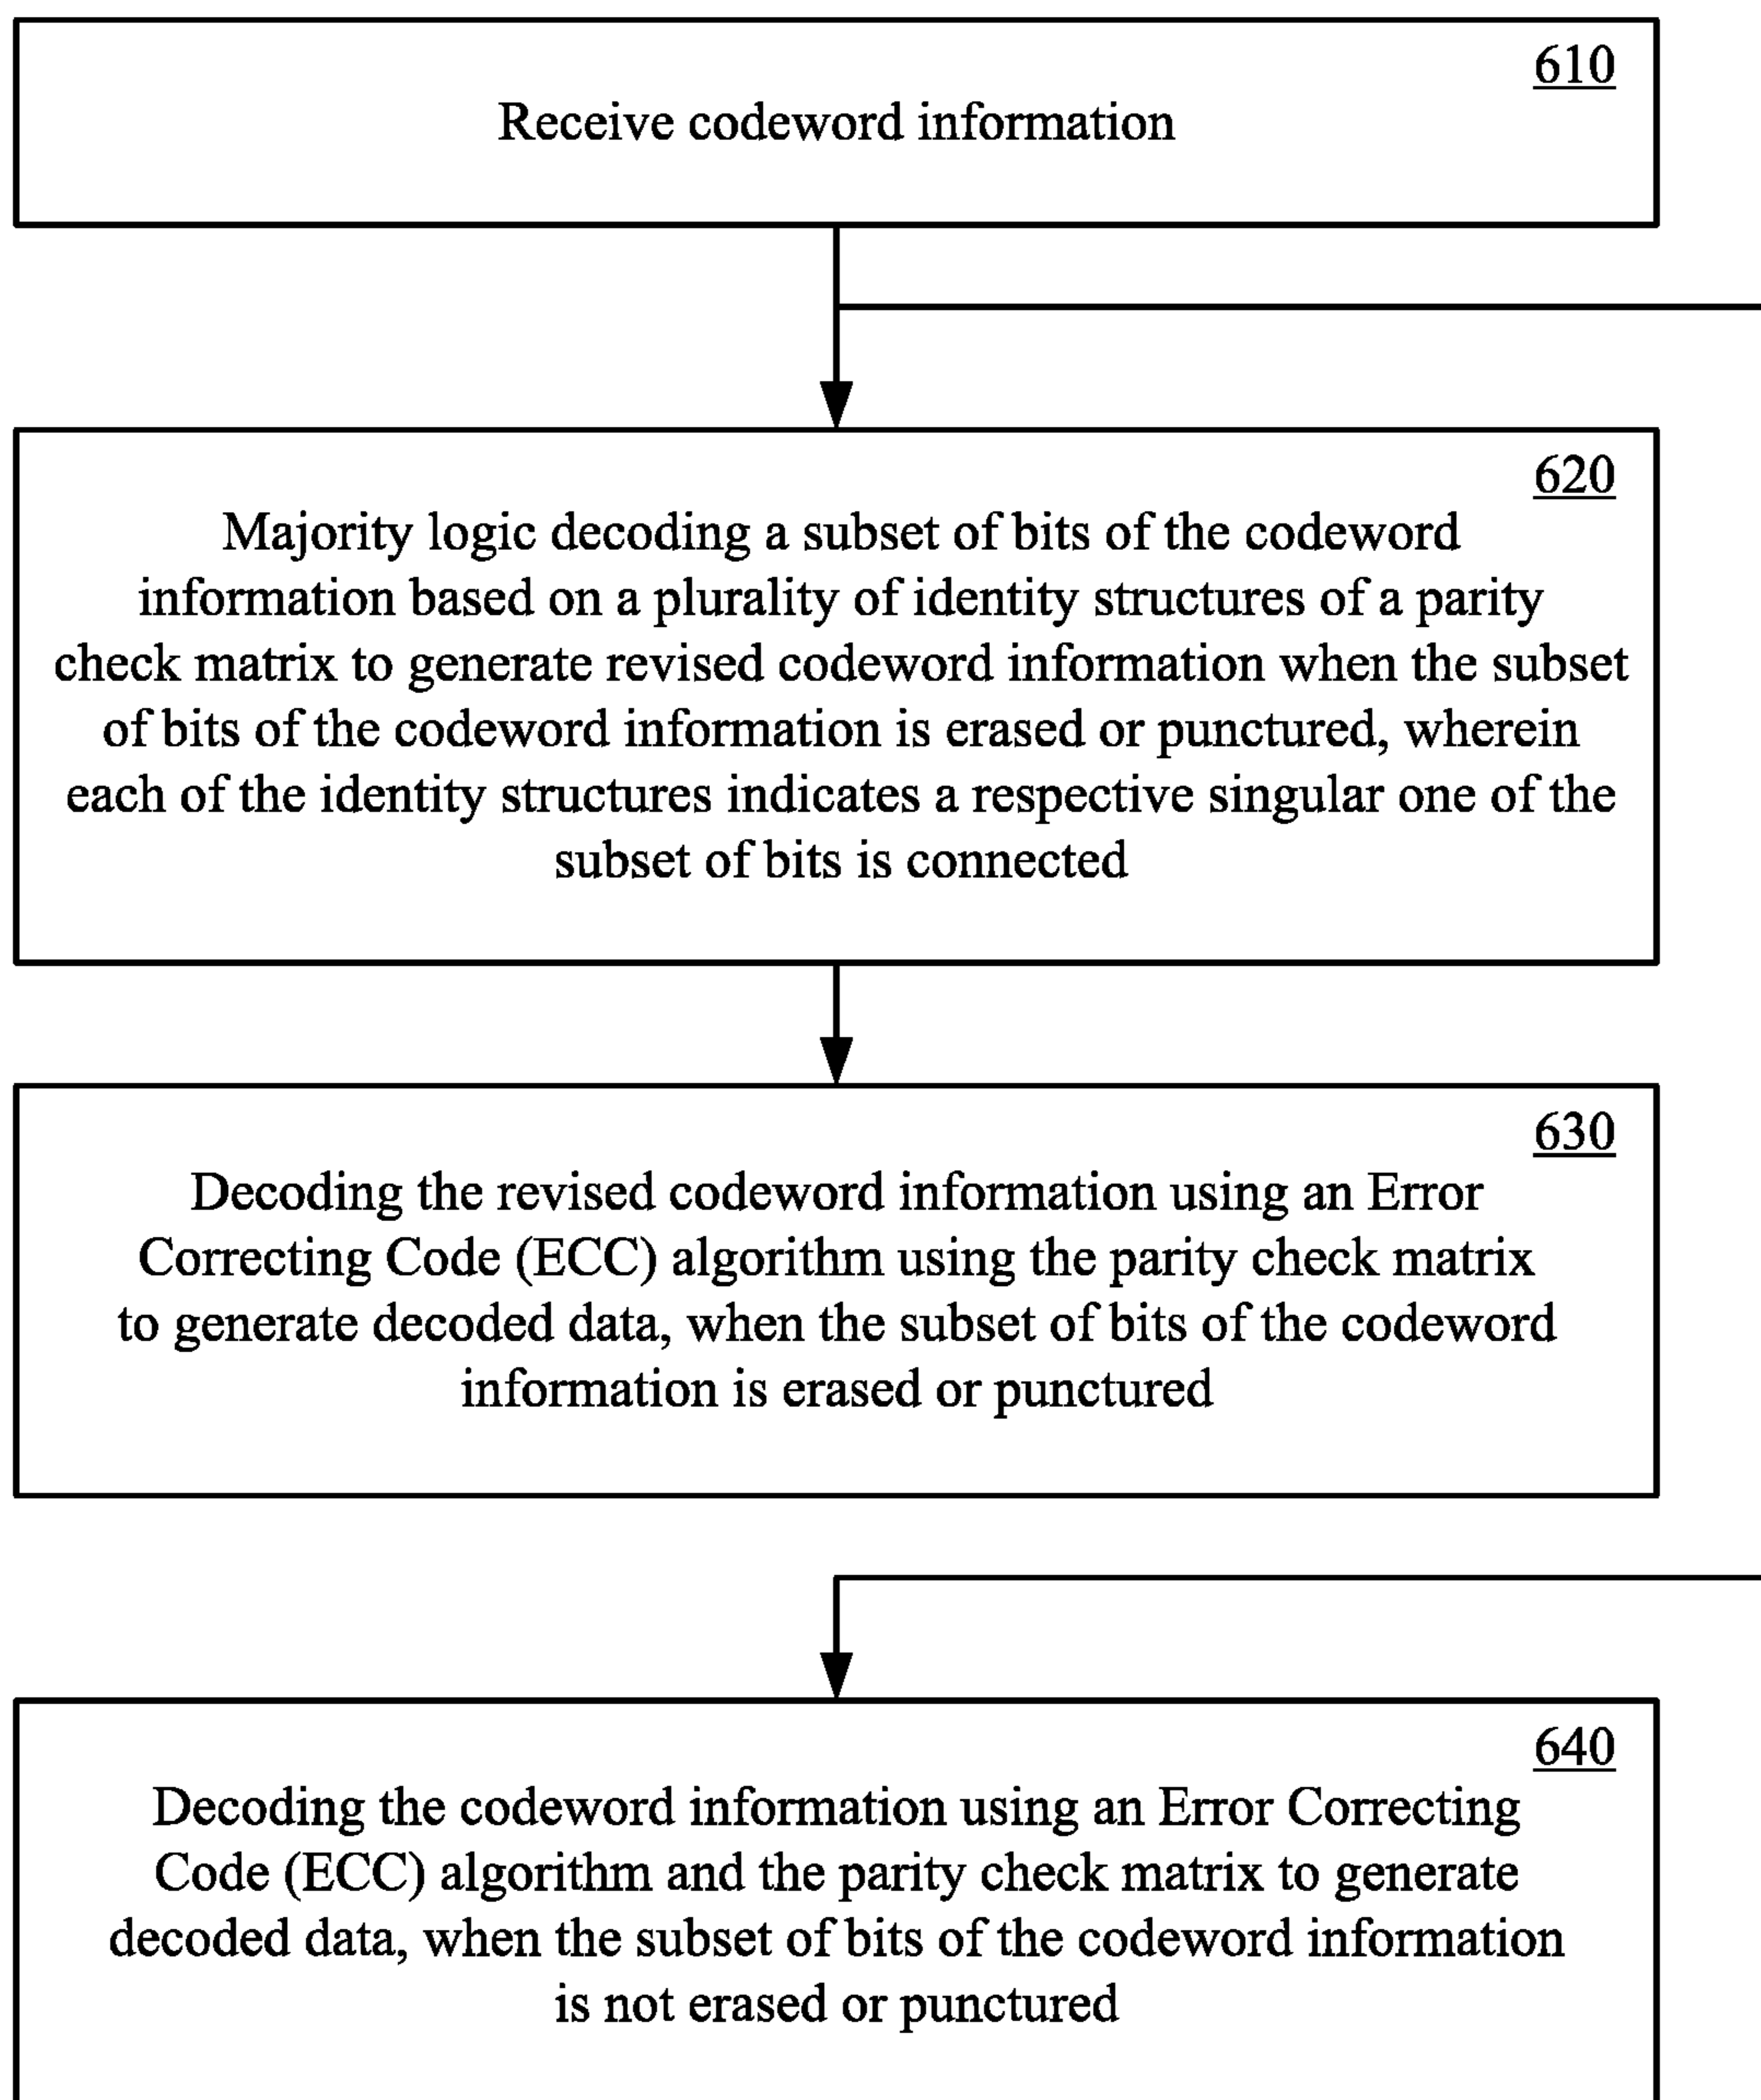 610
Receive codeword information
620
Majority logic decoding a subset of bits of the codeword
information based on a plurality of identity structures of a parity
check matrix to generate revised codeword information when the subset
of bits of the codeword information is erased or punctured, wherein
each of the identity structures indicates a respective singular one of the
subset of bits is connected
630
Decoding the revised codeword information using an Error
Correcting Code (ECC) algorithm using the parity check matrix
to generate decoded data, when the subset of bits of the codeword
information is erased or punctured
640
Decoding the codeword information using an Error Correcting
Code (ECC) algorithm and the parity check matrix to generate
decoded data, when the subset of bits of the codeword information
is not erased or punctured